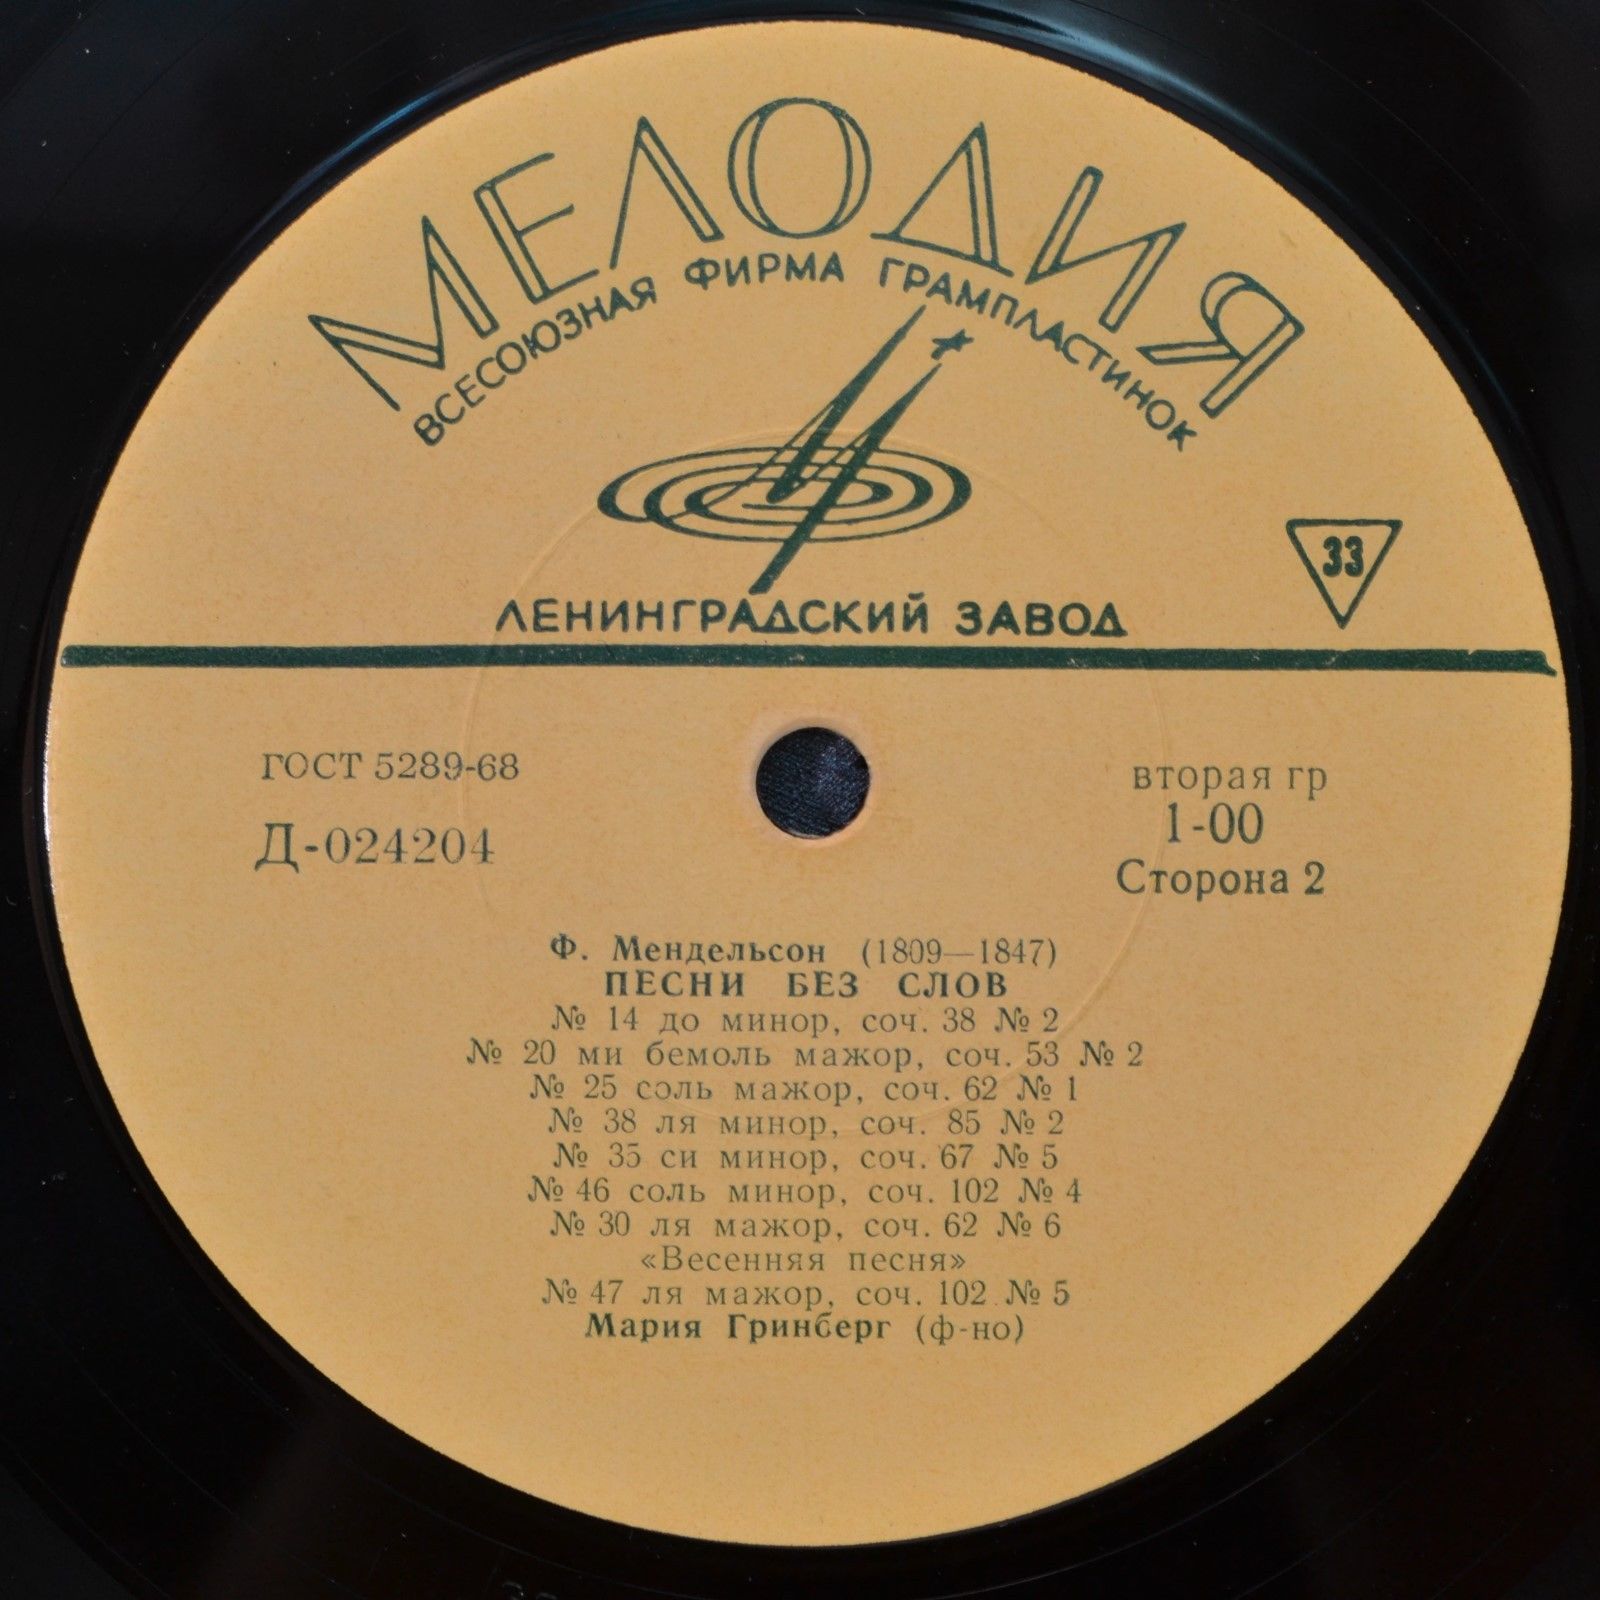 МЕЛОДИЯ
ВСЕСОЮЗНАЯ ФИРМА ГРАМПЛАСТИНОК
33
ЛЕНИНГРАДСКИЙ ЗАВОД
ГОСТ 5289-68
вторая гр
Д-024204
1-00
Сторона 2
Ф. Мендельсон (1809—1847)
ПЕСНИ БЕЗ СЛОВ
№ 14 до минор, соч. 38 № 2
№ 20 ми бемоль мажор, соч. 53 № 2
№ 25 соль мажор, соч. 62 № 1
№ 38 ля минор, соч. 85 № 2
№ 35 си минор, соч. 67 № 5
№ 46 соль минор, соч. 102 № 4
№ 30 ля мажор, соч. 62 № 6
«Весенняя песня»
№ 47 ля мажор, соч. 102 № 5
Мария Гринберг (ф-но)